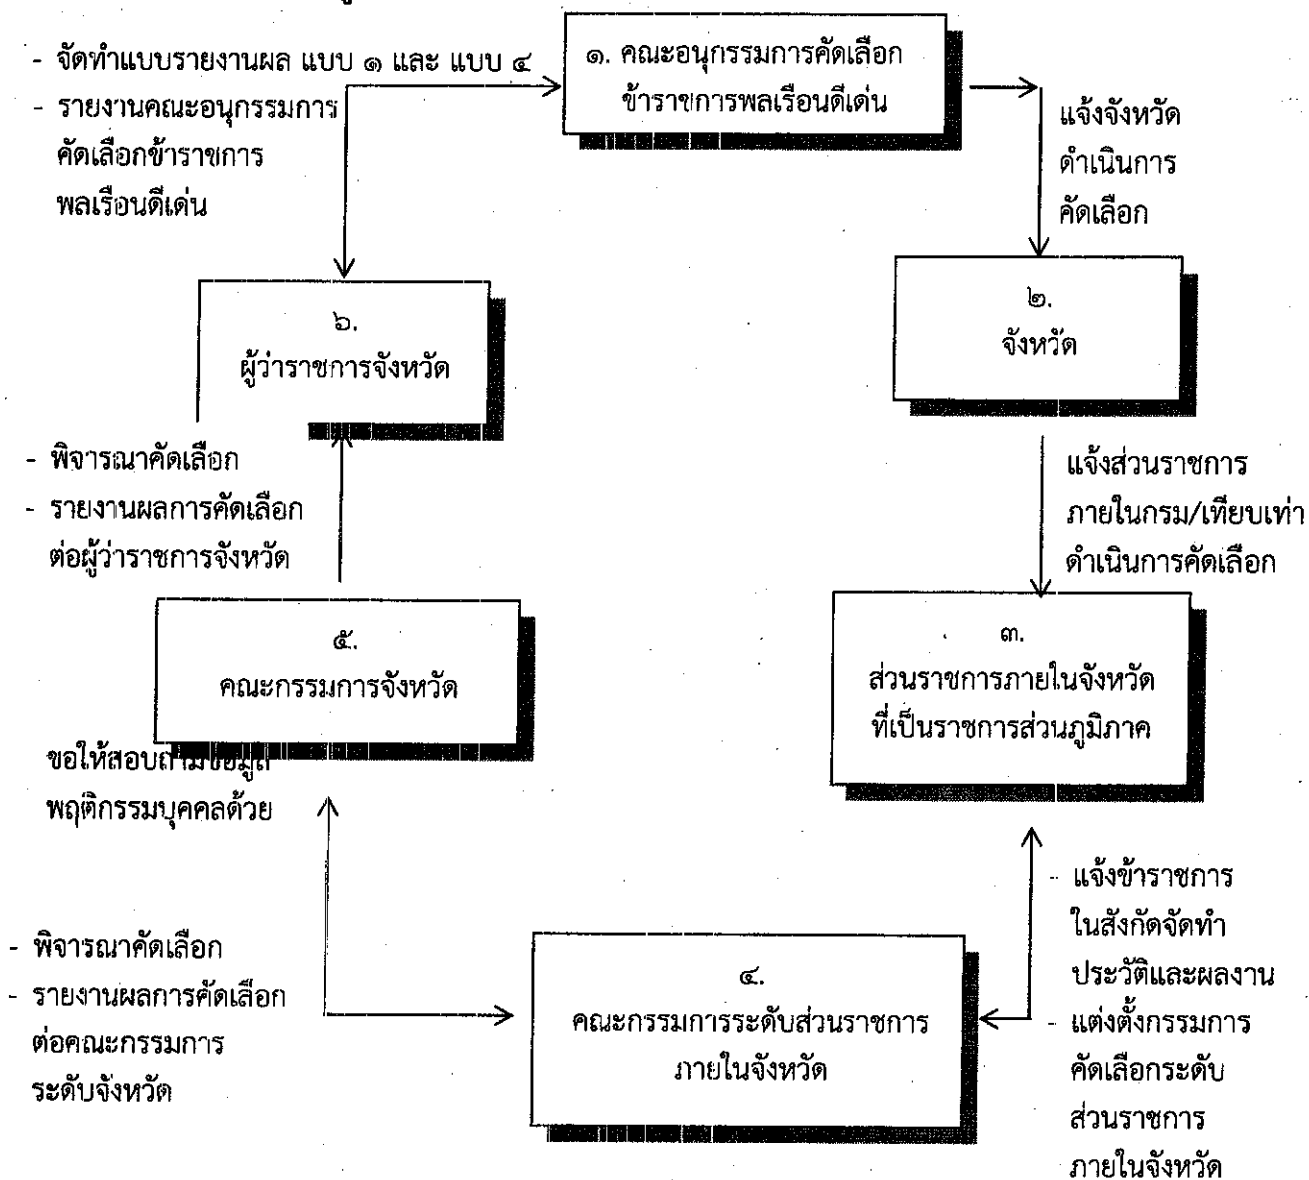 - จัดทำแบบรายงานผล แบบ ๑ และ แบบ ๔
- รายงานคณะอนุกรรมการ
คัดเลือกข้าราชการ
พลเรือนดีเด่น
๑. คณะอนุกรรมการคัดเลือก
ข้าราชการพลเรือนดีเด่น
แจ้งจังหวัด
ดำเนินการ
คัดเลือก
๒.
จังหวัด
แจ้งส่วนราชการ
ภายในกรม/เทียบเท่า
ดำเนินการคัดเลือก
๓.
ส่วนราชการภายในจังหวัด
ที่เป็นราชการส่วนภูมิภาค
- แจ้งข้าราชการ
ในสังกัดจัดทำ
ประวัติและผลงาน
- แต่งตั้งกรรมการ
คัดเลือกระดับ
ส่วนราชการ
ภายในจังหวัด
๔.
คณะกรรมการระดับส่วนราชการ
ภายในจังหวัด
- พิจารณาคัดเลือก
- รายงานผลการคัดเลือก
ต่อคณะกรรมการ
ระดับจังหวัด
๕.
คณะกรรมการจังหวัด
ขอให้สอบถามข้อมูล
พฤติกรรมบุคคลด้วย
- พิจารณาคัดเลือก
- รายงานผลการคัดเลือก
ต่อผู้ว่าราชการจังหวัด
๖.
ผู้ว่าราชการจังหวัด